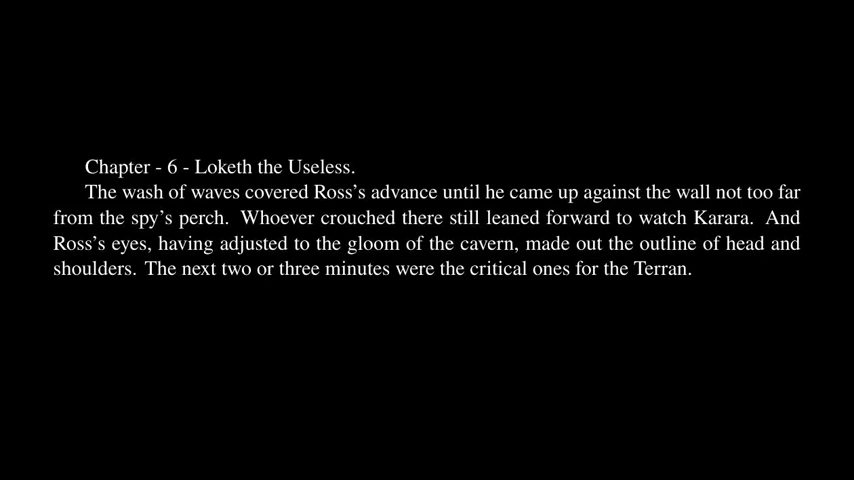 Chapter - 6 - Loketh the Useless.
The wash of waves covered Ross’s advance until he came up against the wall not too far
from the spy’s perch. Whoever crouched there still leaned forward to watch Karara. And
Ross’s eyes, having adjusted to the gloom of the cavern, made out the outline of head and
shoulders. The next two or three minutes were the critical ones for the Terran.